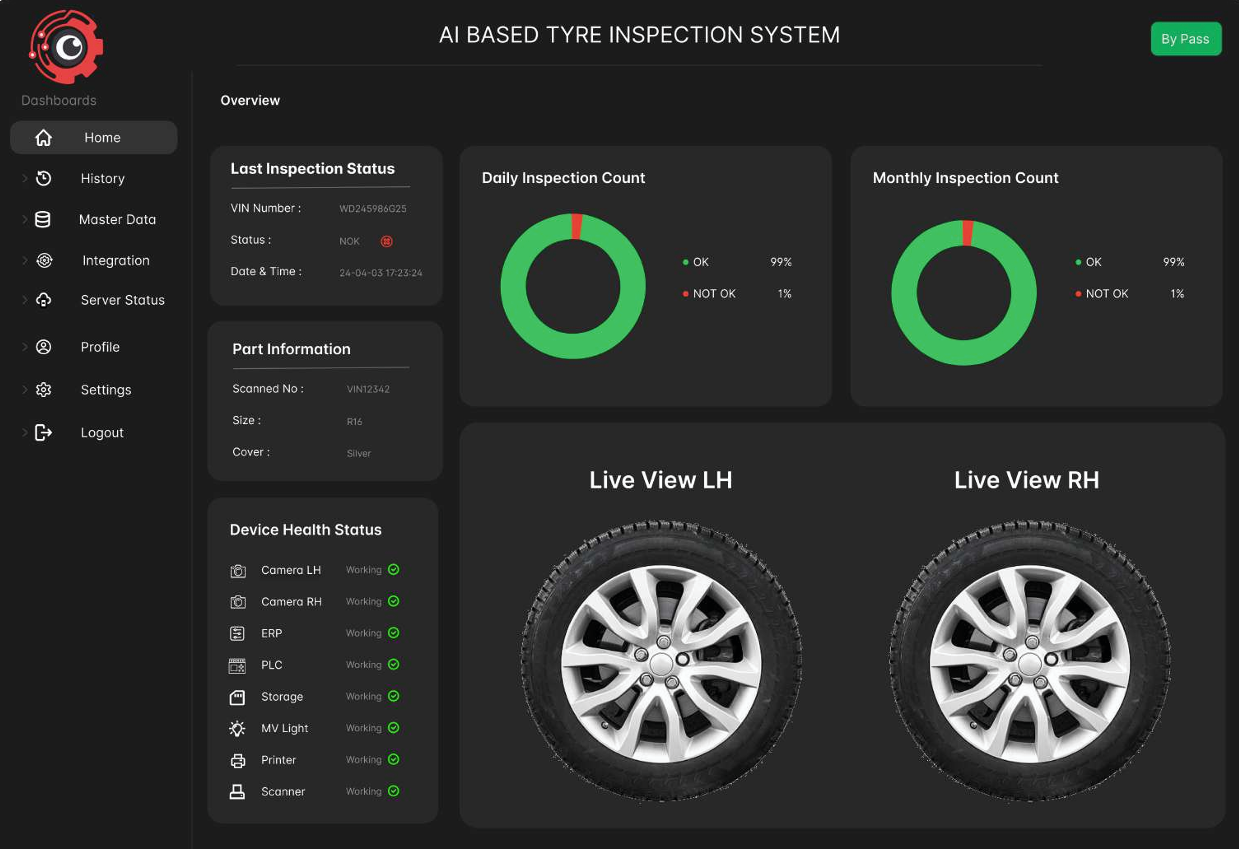 AI BASED TYRE INSPECTION SYSTEM
By Pass
Dashboards
Home
History
Master Data
Integration
Server Status
Profile
Settings
Logout
Overview
Last Inspection Status
VIN Number : WD245986G25
Status : NOK
Date & Time : 24-04-03 17:23:24
Part Information
Scanned No : VIN12342
Size : R16
Cover : Silver
Device Health Status
Camera LH Working
Camera RH Working
ERP Working
PLC Working
Storage Working
MV Light Working
Printer Working
Scanner Working
Daily Inspection Count
OK 99%
NOT OK 1%
Monthly Inspection Count
OK 99%
NOT OK 1%
Live View LH
Live View RH